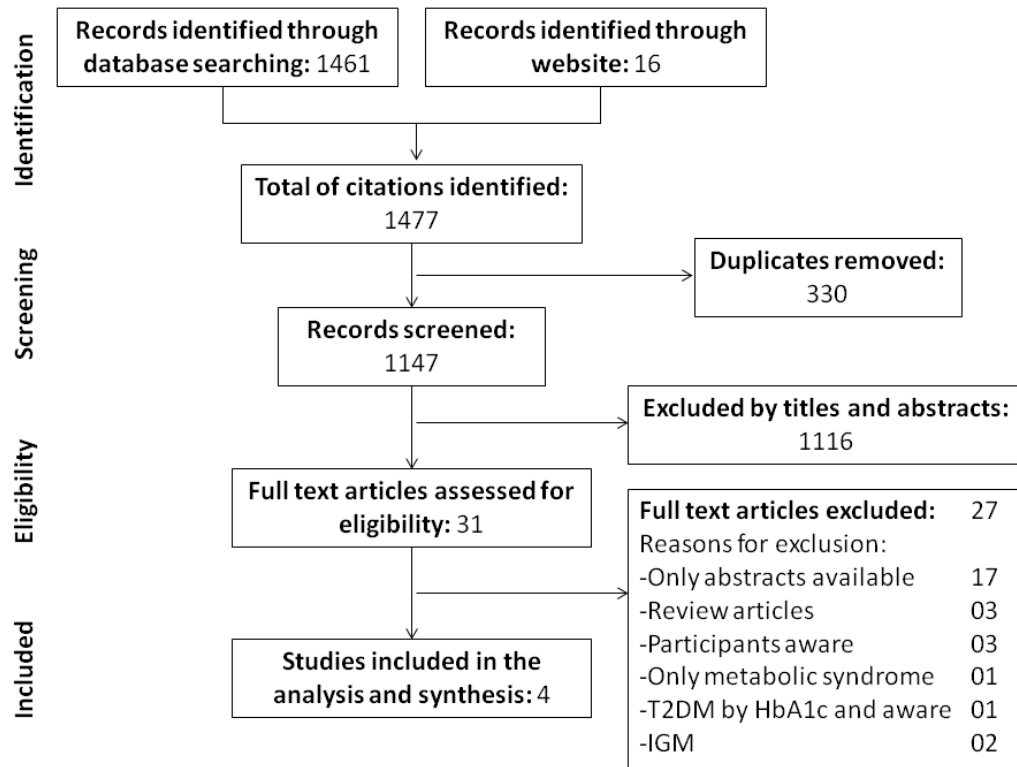 Identification
Records identified through
database searching: 1461
Records identified through
website: 16
Total of citations identified:
1477
Screening
Duplicates removed:
330
Records screened:
1147
Excluded by titles and abstracts:
1116
Eligibility
Full text articles assessed for
eligibility: 31
Full text articles excluded: 27
Reasons for exclusion:
-Only abstracts available 17
-Review articles 03
-Participants aware 03
-Only metabolic syndrome 01
-T2DM by HbA1c and aware 01
-IGM 02
Included
Studies included in the
analysis and synthesis: 4